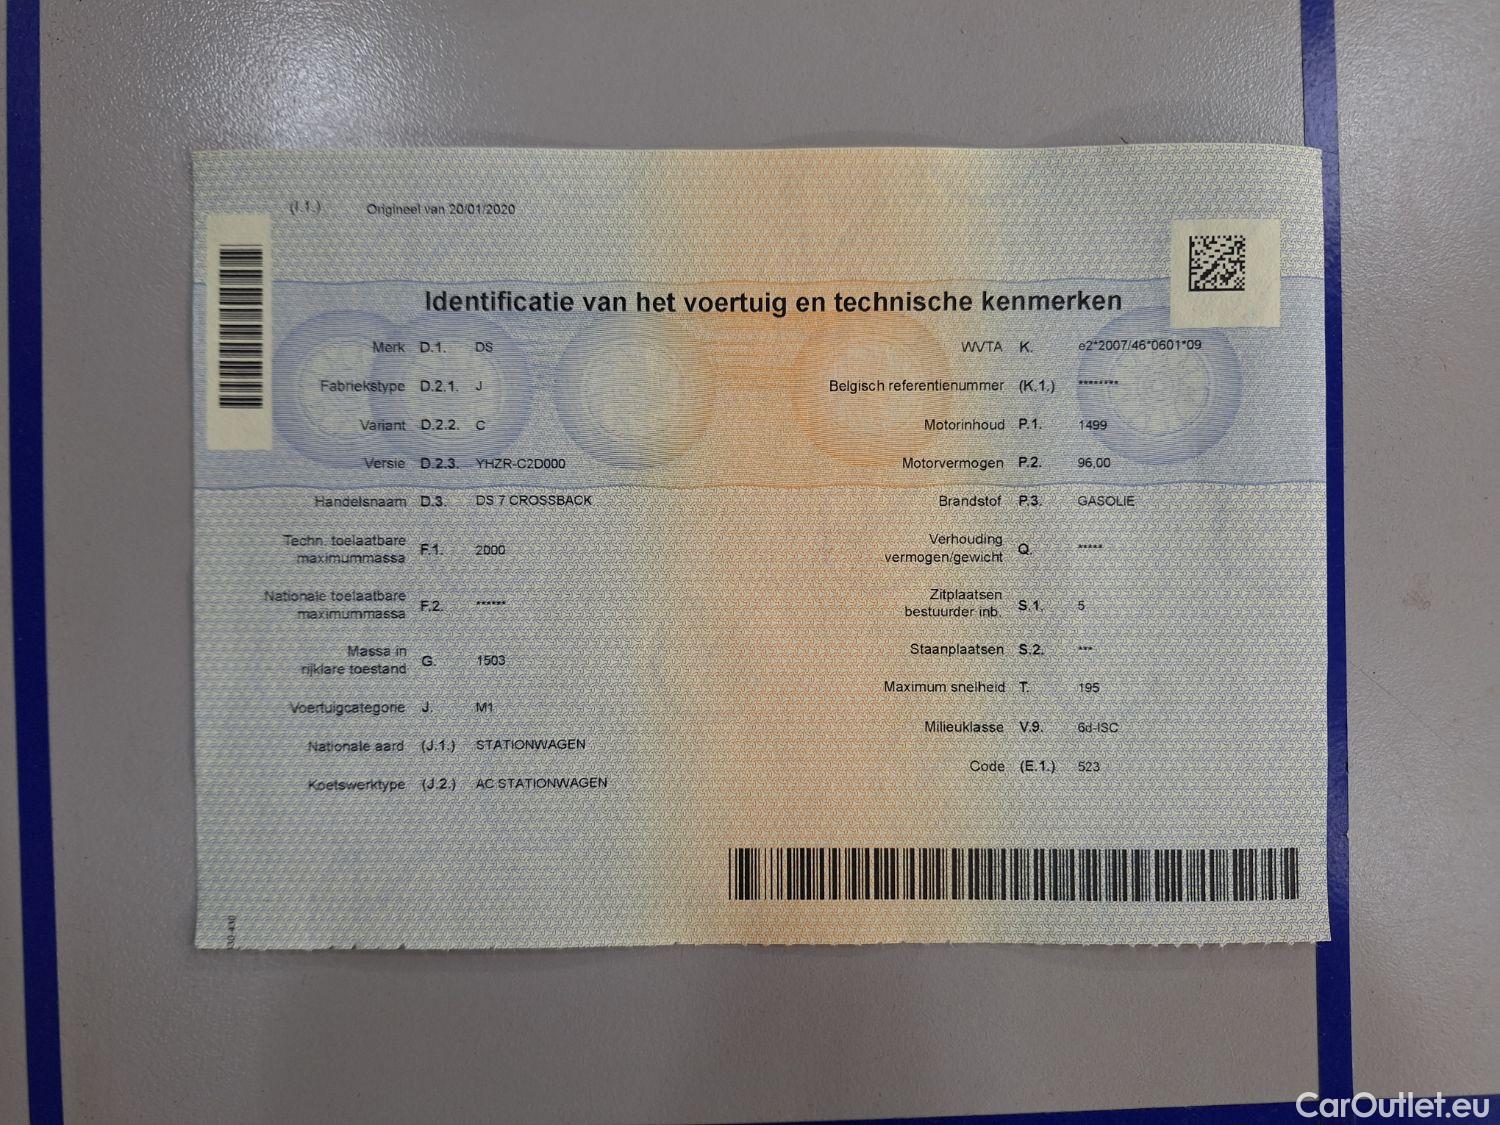 (I.1.) Origineel van 20/01/2020
Identificatie van het voertuig en technische kenmerken
Merk D.1. DS
Fabriekstype D.2.1. J
Variant D.2.2. C
Versie D.2.3. YHZR-C2D000
Handelsnaam D.3. DS 7 CROSSBACK
Techn. toelaatbare
maximummassa F.1. 2000
Nationale toelaatbare
maximummassa F.2. ******
Massa in
rijklare toestand G. 1503
Voertuigcategorie J. M1
Nationale aard (J.1.) STATIONWAGEN
Koetswerktype (J.2.) AC STATIONWAGEN
WVTA K. e2*2007/46*0601*09
Belgisch referentienummer (K.1.) ********
Motorinhoud P.1. 1499
Motorvermogen P.2. 96,00
Brandstof P.3. GASOLIE
Verhouding
vermogen/gewicht Q. *****
Zitplaatsen
bestuurder inb. S.1. 5
Staanplaatsen S.2. ***
Maximum snelheid T. 195
Milieuklasse V.9. 6d-ISC
Code (E.1.) 523
CarOutlet.eu